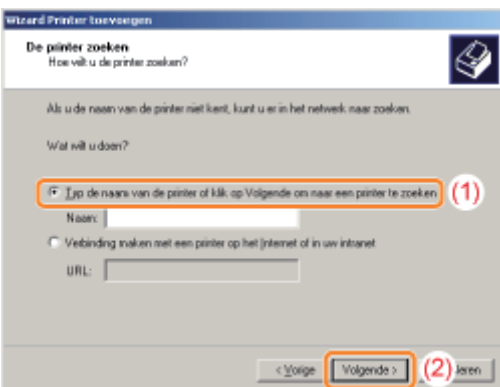 Wizard Printer toevoegen
De printer zoeken
Hoe wilt u de printer zoeken?
Als u de naam van de printer niet kent, kunt u er in het netwerk naar zoeken.
Wat wilt u doen?
Typ de naam van de printer of klik op Volgende om naar een printer te zoeken (1)
Naam:
Verbinding maken met een printer op het Internet of in uw intranet
URL:
< Vorige Volgende > (2)